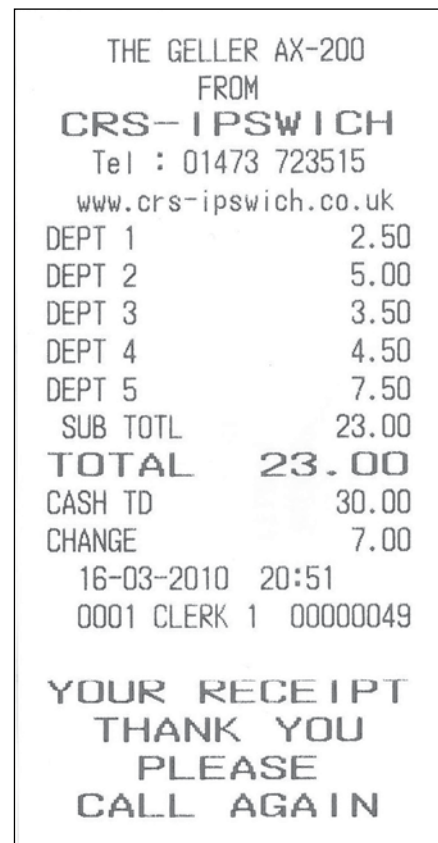 THE GELLER AX-200
FROM
CRS-IPSWICH
Tel : 01473 723515
www.crs-ipswich.co.uk
DEPT 1 2.50
DEPT 2 5.00
DEPT 3 3.50
DEPT 4 4.50
DEPT 5 7.50
SUB TOTL 23.00
TOTAL 23.00
CASH TD 30.00
CHANGE 7.00
16-03-2010 20:51
0001 CLERK 1 00000049
YOUR RECEIPT
THANK YOU
PLEASE
CALL AGAIN